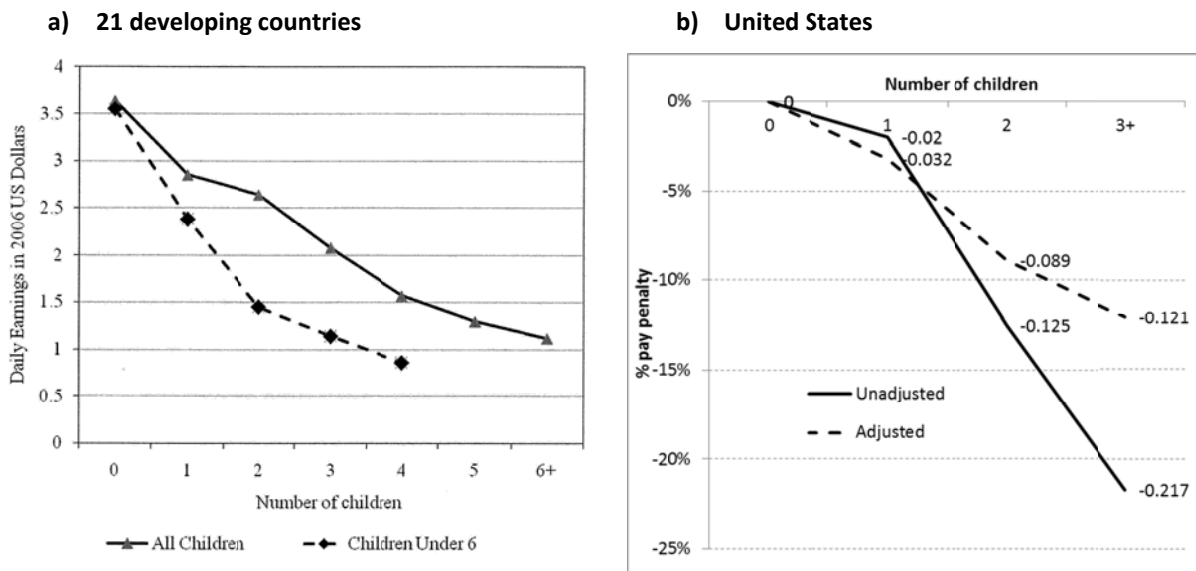 a) 21 developing countries
4
3.5
3
2.5
2
1.5
1
0.5
0
Daily Earnings in 2006 US Dollars
0 1 2 3 4 5 6+
Number of children
All Children Children Under 6
b) United States
Number of children
0% 0
0 1 2 3+
-0.02
-0.032
-5%
-0.089
-10%
-0.121
-0.125
-15%
% pay penalty
Unadjusted
Adjusted
-20%
-0.217
-25%